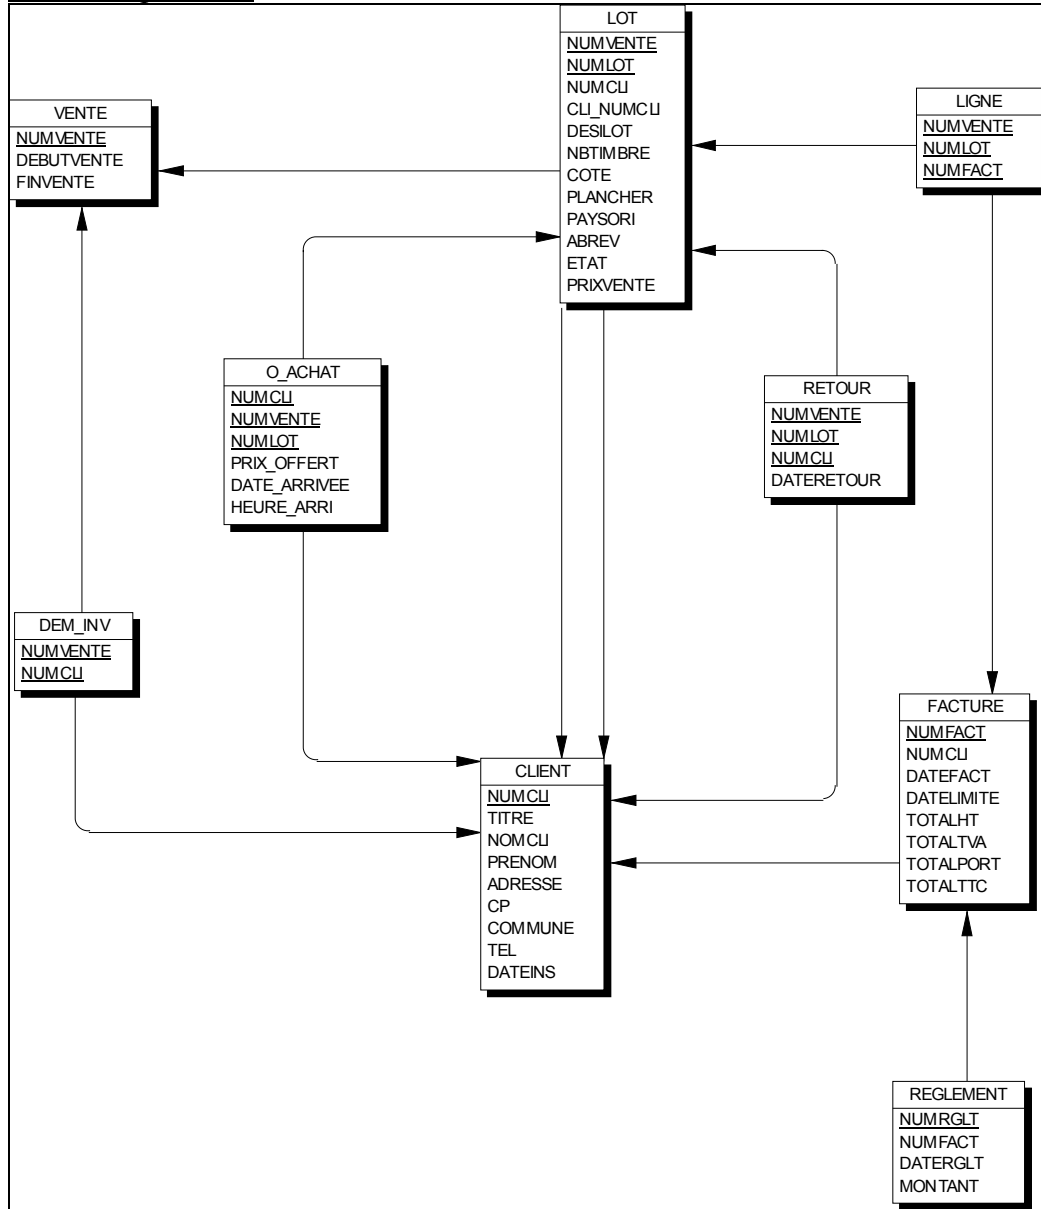 LOT
NUMVENTE
NUMLOT
NUMCLI
CLI_NUMCLI
DESILOT
NBTIMBRE
COTE
PLANCHER
PAYSORI
ABREV
ETAT
PRIXVENTE
VENTE
NUMVENTE
DEBUTVENTE
FINVENTE
LIGNE
NUMVENTE
NUMLOT
NUMFACT
O_ACHAT
NUMCLI
NUMVENTE
NUMLOT
PRIX_OFFERT
DATE_ARRIVEE
HEURE_ARRI
RETOUR
NUMVENTE
NUMLOT
NUMCLI
DATERETOUR
DEM_INV
NUMVENTE
NUMCLI
CLIENT
NUMCLI
TITRE
NOMCLI
PRENOM
ADRESSE
CP
COMMUNE
TEL
DATEINS
FACTURE
NUMFACT
NUMCLI
DATEFACT
DATELIMITE
TOTALHT
TOTALTVA
TOTALPORT
TOTALTTC
REGLEMENT
NUMRGLT
NUMFACT
DATERGLT
MONTANT